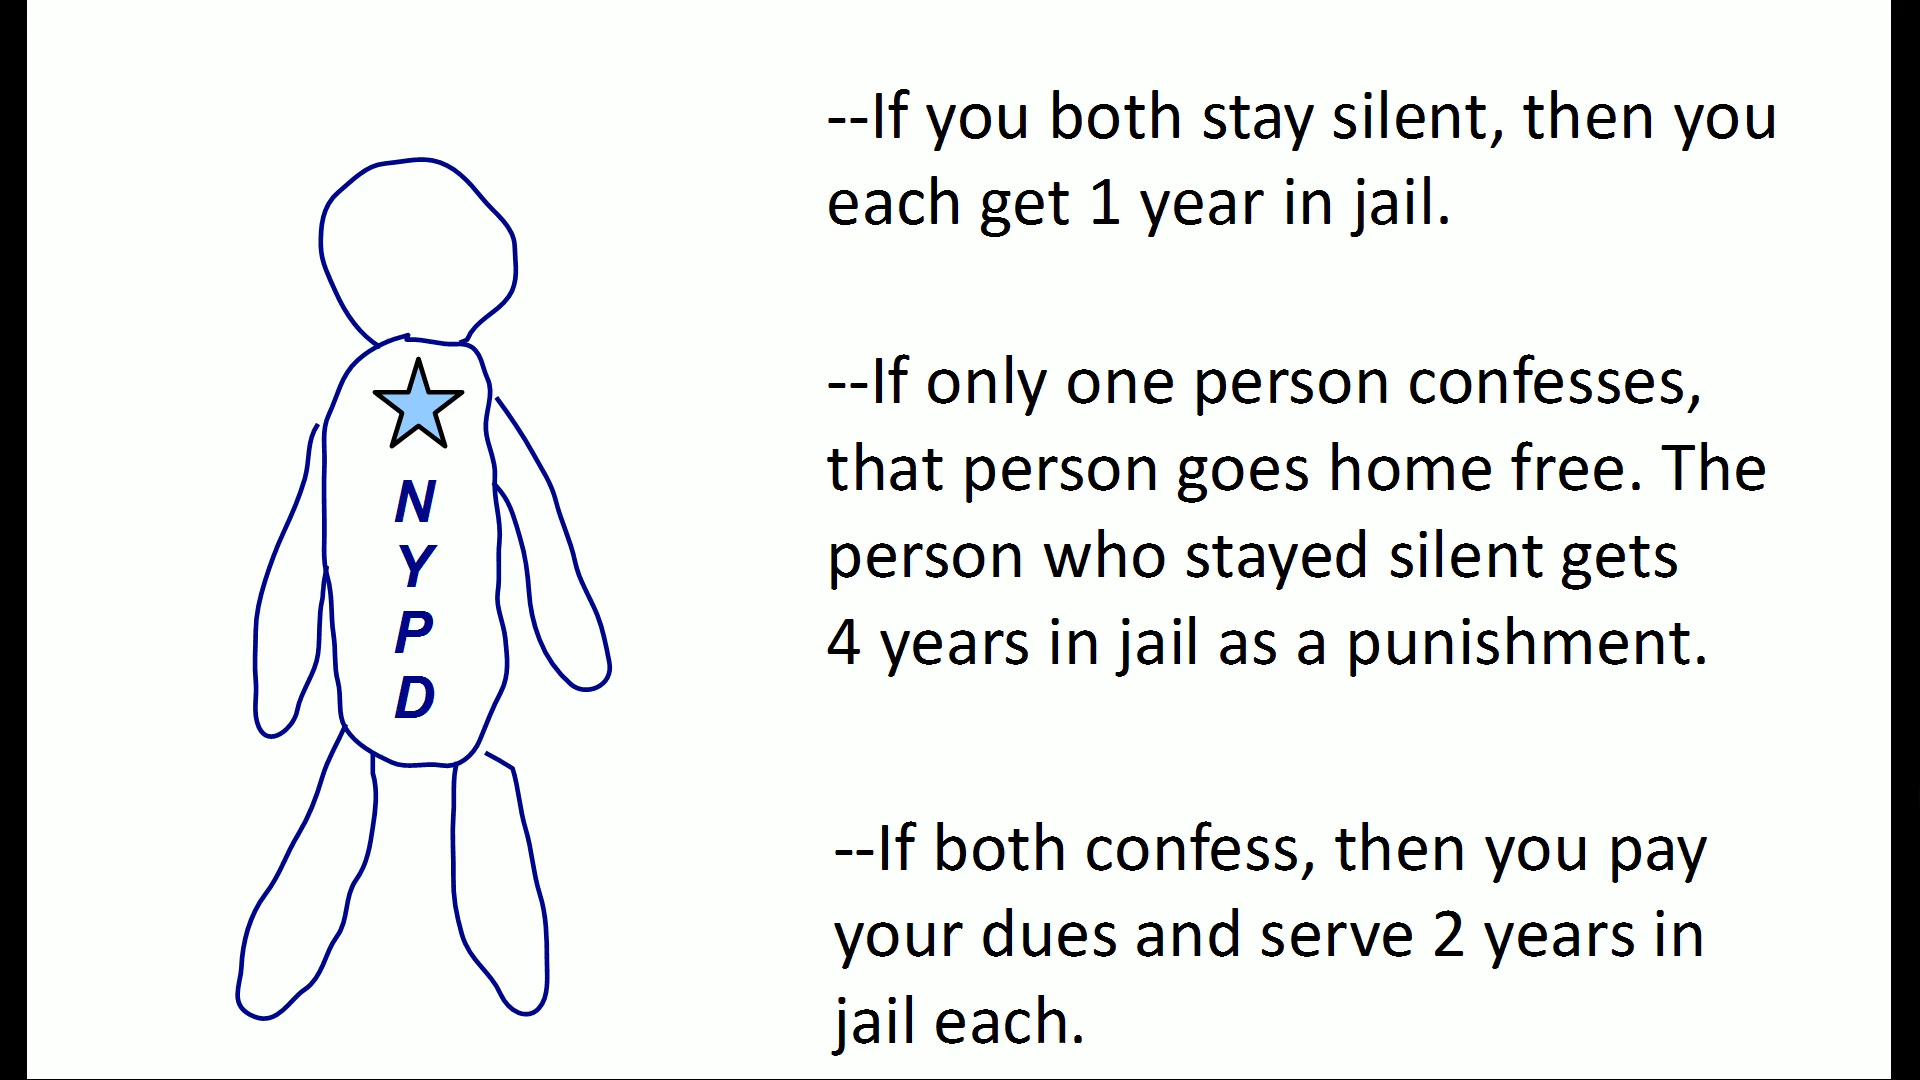 N
Y
P
D
--If you both stay silent, then you
each get 1 year in jail.
--If only one person confesses,
that person goes home free. The
person who stayed silent gets
4 years in jail as a punishment.
--If both confess, then you pay
your dues and serve 2 years in
jail each.